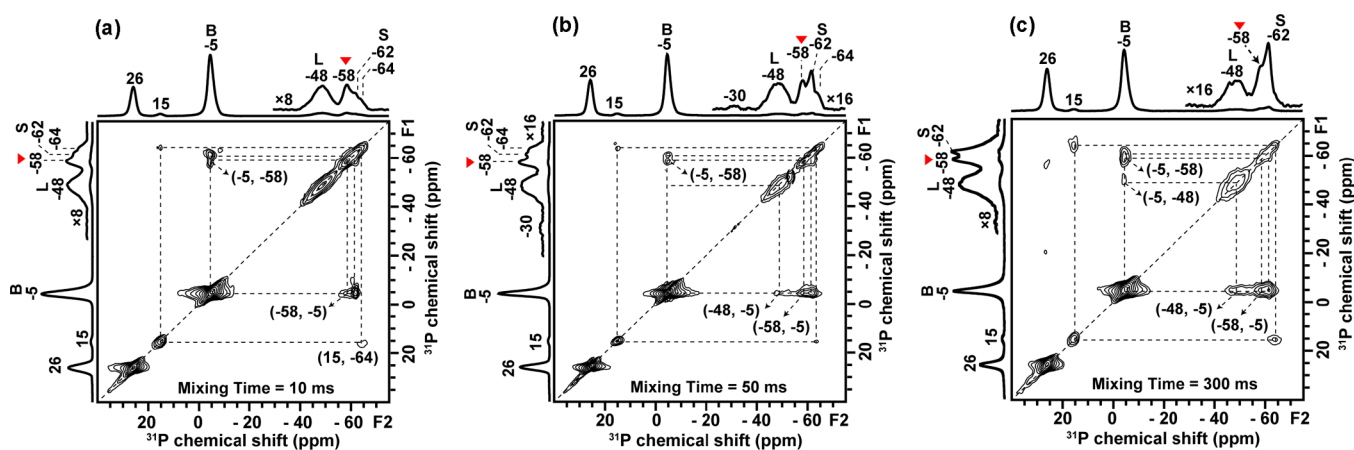 (a)
B
-5
26
15
L
-48
-58
S
-62
-64
×8
S
-62
-64
-58
L
-48
×8
B
-5
15
26
(-5, -58)
(-58, -5)
(15, -64)
Mixing Time = 10 ms
F1
- 60
- 40
- 20
0
20
³¹P chemical shift (ppm)
20
0
- 20
- 40
- 60
F2
³¹P chemical shift (ppm)
(b)
B
-5
26
15
-30
L
-48
-58
S
-62
-64
×16
S
-62
-64
×16
-58
L
-48
-30
B
-5
15
26
(-5, -58)
(-48, -5)
(-58, -5)
Mixing Time = 50 ms
F1
- 60
- 40
- 20
0
20
³¹P chemical shift (ppm)
20
0
- 20
- 40
- 60
F2
³¹P chemical shift (ppm)
(c)
B
-5
26
15
×16
L
-48
-58
S
-62
S
-62
-58
L
-48
×8
B
-5
15
26
(-5, -58)
(-5, -48)
(-48, -5)
(-58, -5)
Mixing Time = 300 ms
F1
- 60
- 40
- 20
0
20
³¹P chemical shift (ppm)
20
0
- 20
- 40
- 60
F2
³¹P chemical shift (ppm)